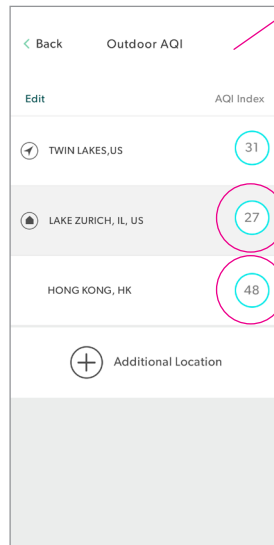 Back Outdoor AQI
Edit AQI Index
TWIN LAKES,US 31
LAKE ZURICH, IL, US 27
HONG KONG, HK 48
Additional Location